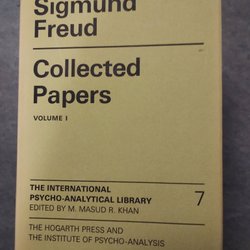 Sigmund
Freud
Collected
Papers
VOLUME I
THE INTERNATIONAL
PSYCHO-ANALYTICAL LIBRARY
EDITED BY M. MASUD R. KHAN
7
THE HOGARTH PRESS AND
THE INSTITUTE OF PSYCHO-ANALYSIS